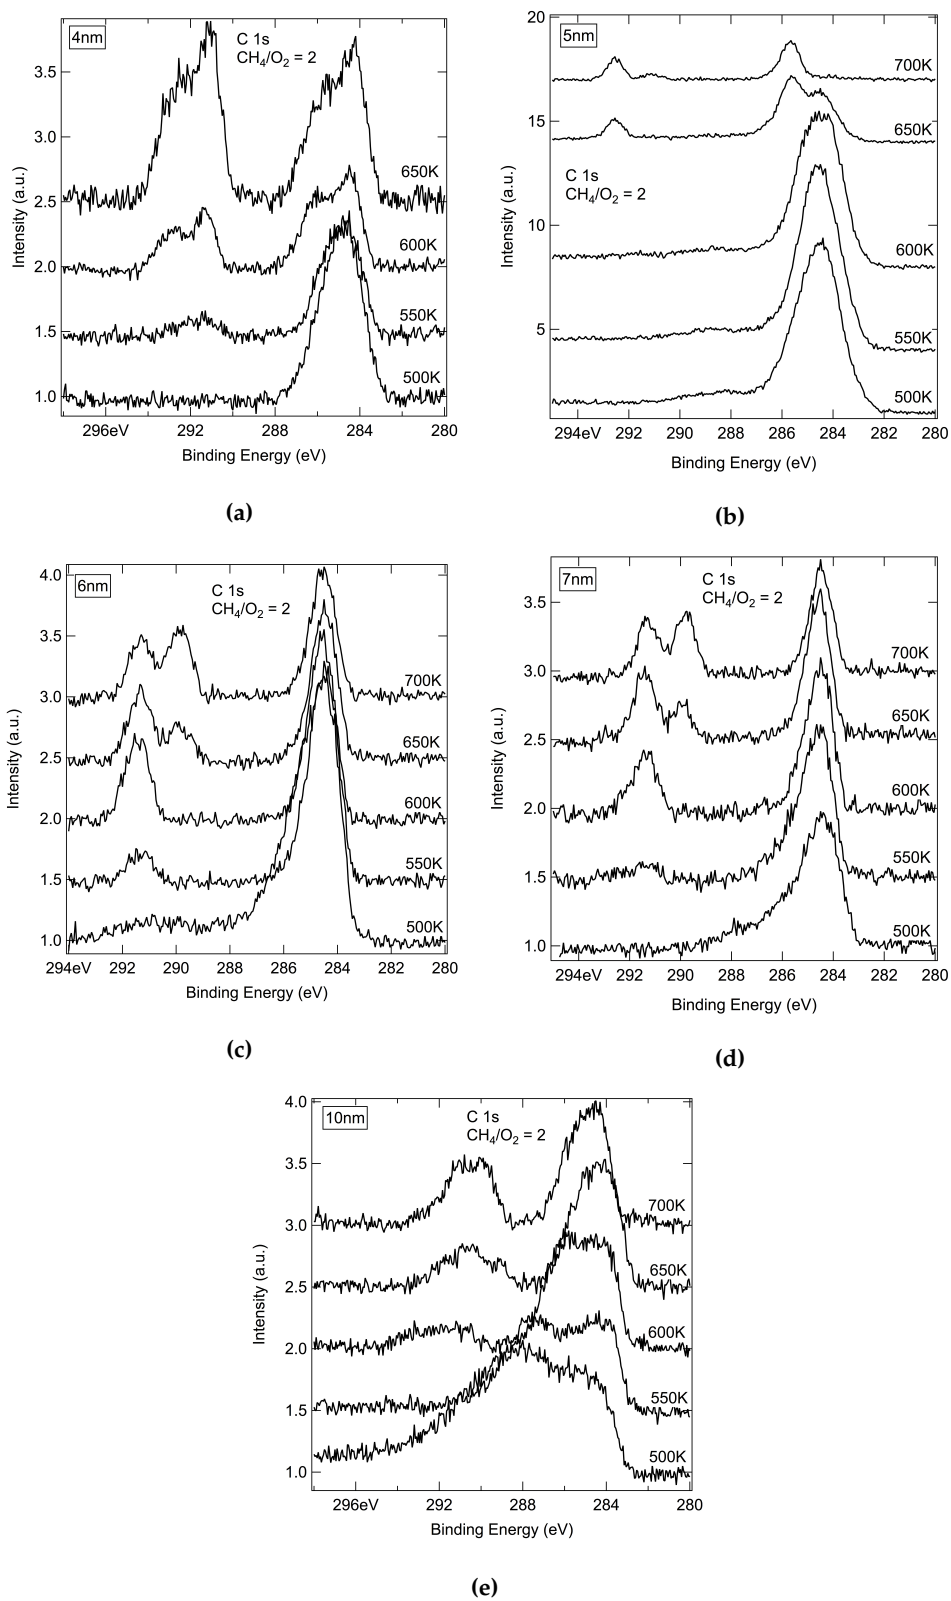 4nm
C 1s
CH4/O2 = 2
3.5
3.0
2.5
2.0
1.5
1.0
650K
600K
550K
500K
Intensity (a.u.)
296eV 292 288 284 280
Binding Energy (eV)
(a)
5nm
20
15
10
5
C 1s
CH4/O2 = 2
700K
650K
600K
550K
500K
Intensity (a.u.)
294eV 292 290 288 286 284 282 280
Binding Energy (eV)
(b)
6nm
C 1s
CH4/O2 = 2
4.0
3.5
3.0
2.5
2.0
1.5
1.0
700K
650K
600K
550K
500K
Intensity (a.u.)
294eV 292 290 288 286 284 282 280
Binding Energy (eV)
(c)
7nm
C 1s
CH4/O2 = 2
3.5
3.0
2.5
2.0
1.5
1.0
700K
650K
600K
550K
500K
Intensity (a.u.)
294eV 292 290 288 286 284 282 280
Binding Energy (eV)
(d)
10nm
C 1s
CH4/O2 = 2
4.0
3.5
3.0
2.5
2.0
1.5
1.0
700K
650K
600K
550K
500K
Intensity (a.u.)
296eV 292 288 284 280
Binding Energy (eV)
(e)